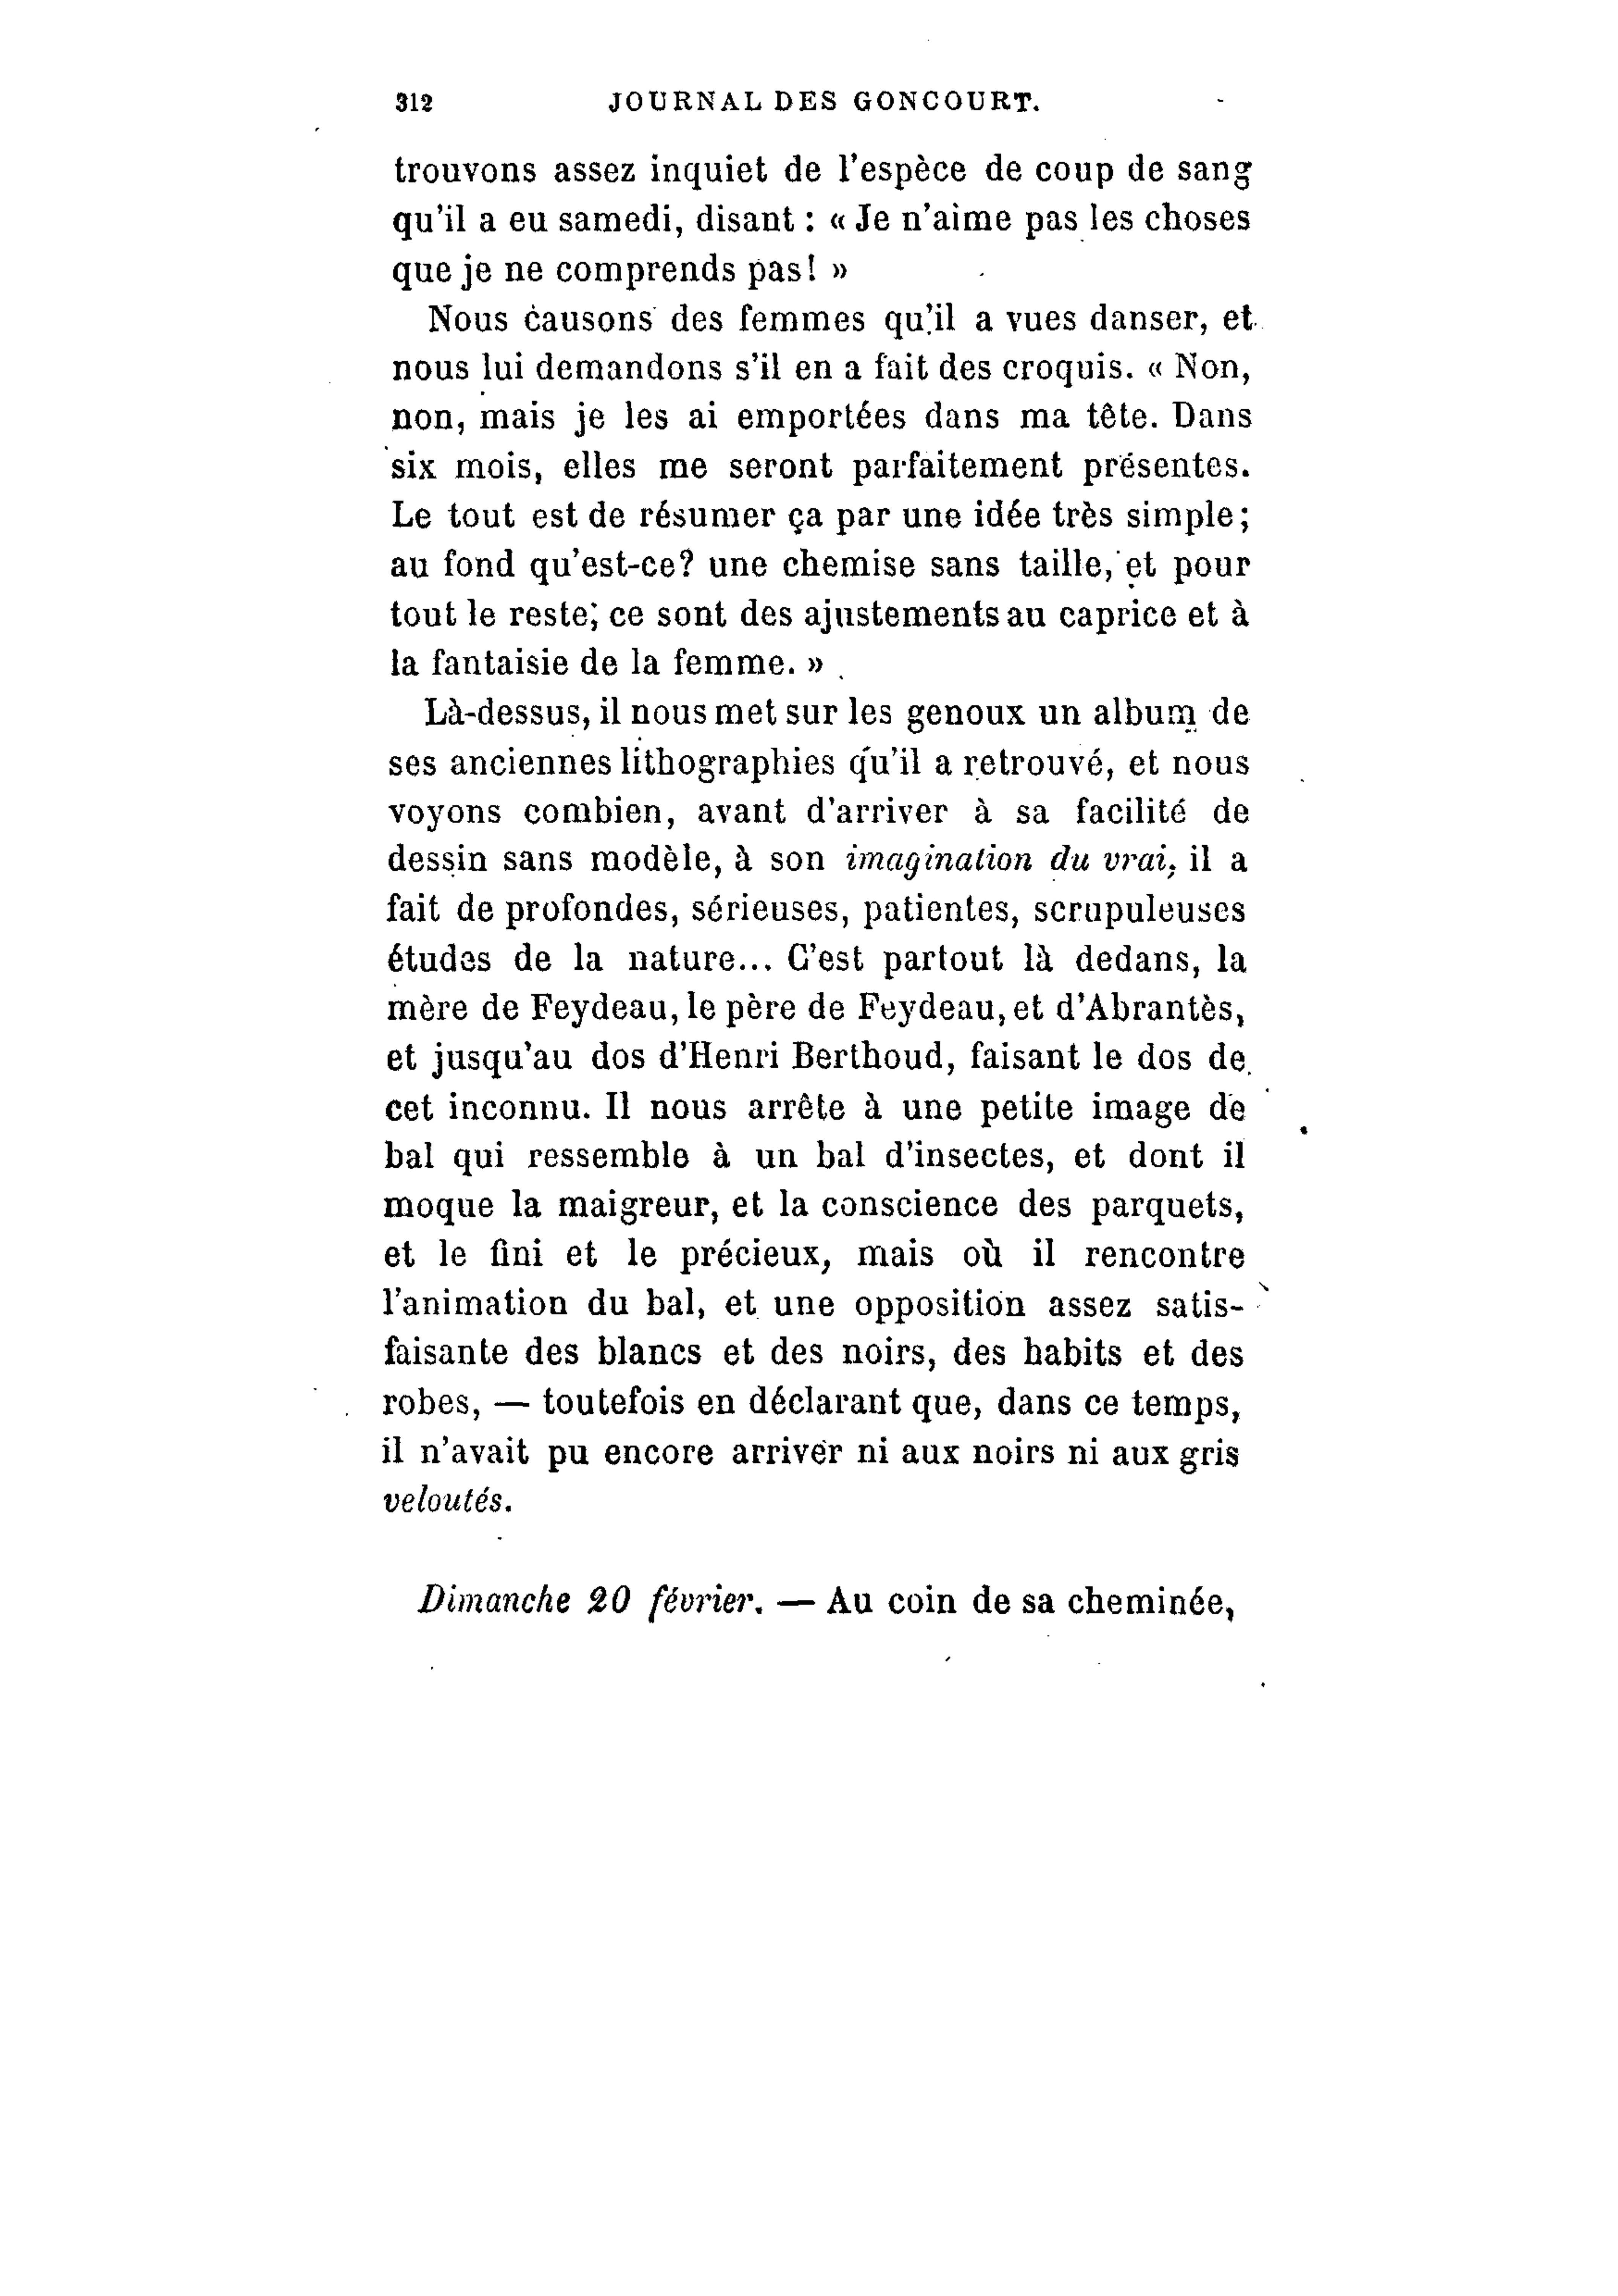 312 JOURNAL DES GONCOURT.
trouvons assez inquiet de l'espèce de coup de sang
qu'il a eu samedi, disant : « Je n'aime pas les choses
que je ne comprends pas! »
Nous causons des femmes qu'il a vues danser, et
nous lui demandons s'il en a fait des croquis. « Non,
non, mais je les ai emportées dans ma tête. Dans
six mois, elles me seront parfaitement présentes.
Le tout est de résumer ça par une idée très simple;
au fond qu'est-ce? une chemise sans taille, et pour
tout le reste, ce sont des ajustements au caprice et à
la fantaisie de la femme. »
Là-dessus, il nous met sur les genoux un album de
ses anciennes lithographies qu'il a retrouvé, et nous
voyons combien, avant d'arriver à sa facilité de
dessin sans modèle, à son imagination du vrai, il a
fait de profondes, sérieuses, patientes, scrupuleuses
études de la nature... C'est partout là dedans, la
mère de Feydeau, le père de Feydeau, et d'Abrantès,
et jusqu'au dos d'Henri Berthoud, faisant le dos de
cet inconnu. Il nous arrête à une petite image de
bal qui ressemble à un bal d'insectes, et dont il
moque la maigreur, et la conscience des parquets,
et le fini et le précieux, mais où il rencontre
l'animation du bal, et une opposition assez satis-
faisante des blancs et des noirs, des habits et des
robes, — toutefois en déclarant que, dans ce temps,
il n'avait pu encore arriver ni aux noirs ni aux gris
veloutés.
Dimanche 20 février. — Au coin de sa cheminée,